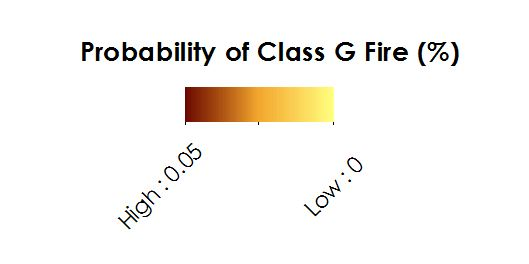 Probability of Class G Fire (%)
High : 0.05
Low : 0